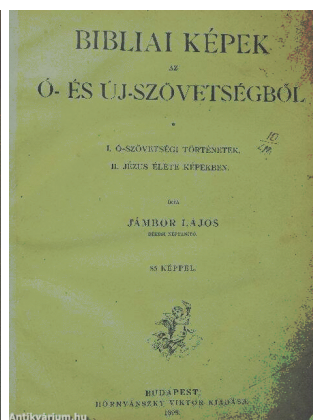 BIBLIAI KÉPEK
AZ
Ó- ÉS ÚJ-SZÖVETSÉGBŐL
I. Ó-SZÖVETSÉGI TÖRTÉNETEK.
II. JÉZUS ÉLETE KÉPEKBEN.
ÍRTA
JÁMBOR LAJOS
85 KÉPPEL.
BUDAPEST,
HORNYÁNSZKY VIKTOR KIADÁSA.
Antikvárium.hu